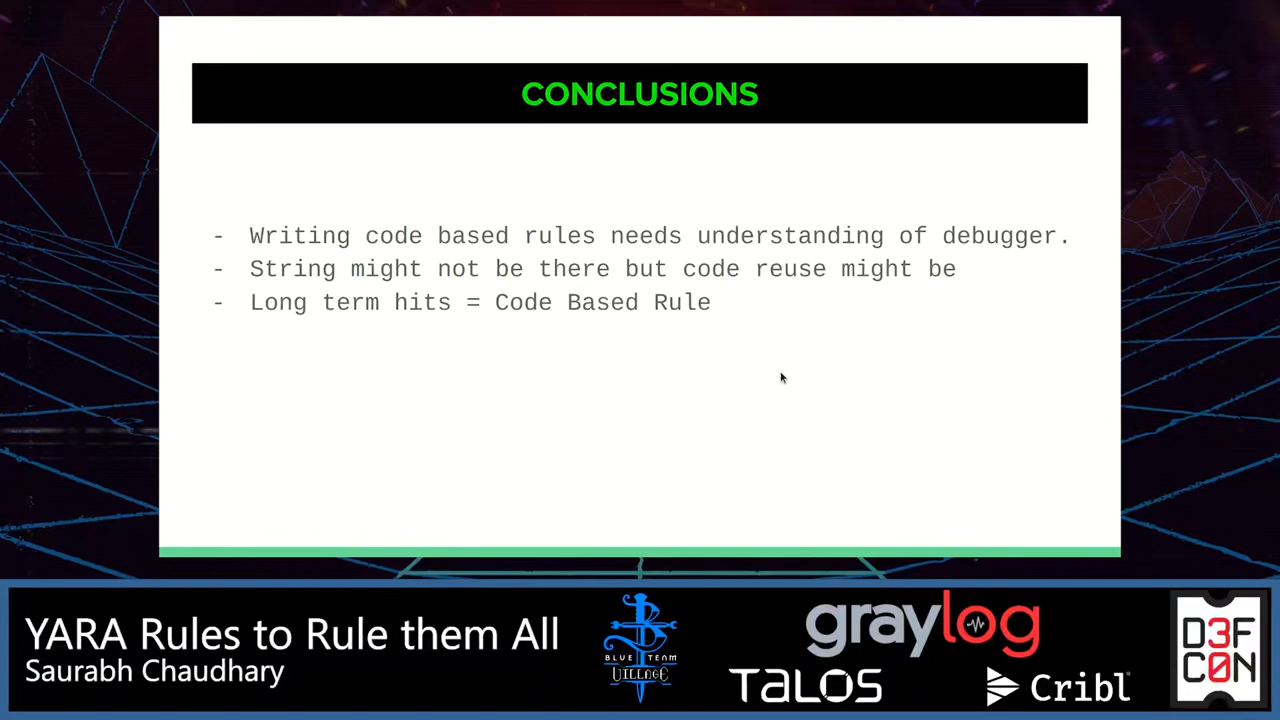 CONCLUSIONS
- Writing code based rules needs understanding of debugger.
- String might not be there but code reuse might be
- Long term hits = Code Based Rule
YARA Rules to Rule them All
Saurabh Chaudhary
BLUE TEAM
VILLAGE
graylog
TALOS
Cribl
D3F
C0N